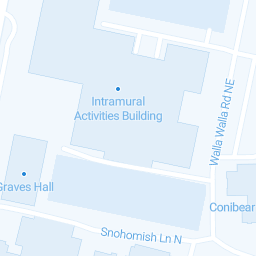 Intramural
Activities Building
Walla Walla Rd NE
Graves Hall
Conibear
Snohomish Ln N